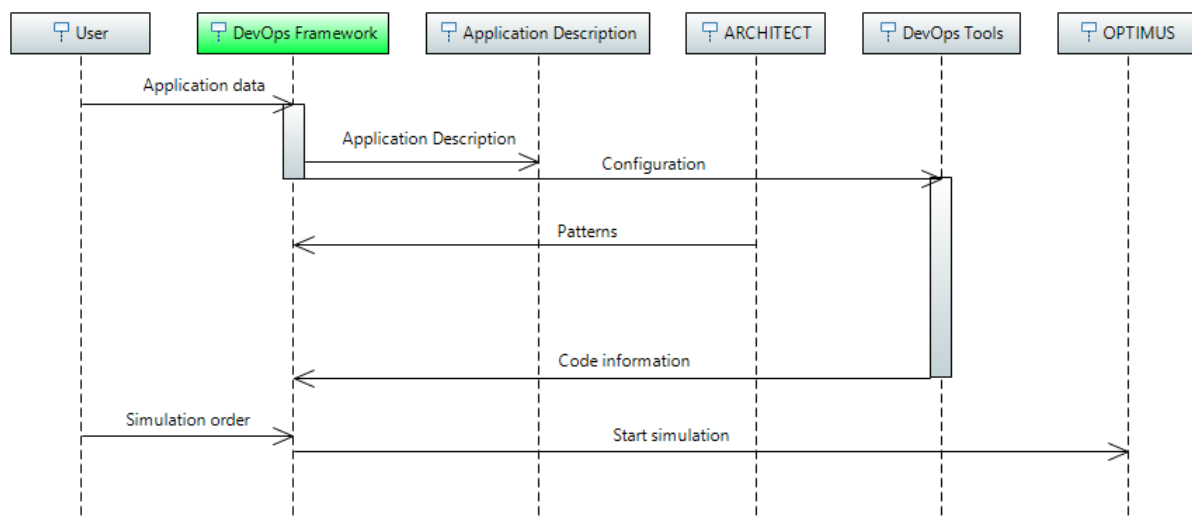 User
DevOps Framework
Application Description
ARCHITECT
DevOps Tools
OPTIMUS
Application data
Application Description
Configuration
Patterns
Code information
Simulation order
Start simulation